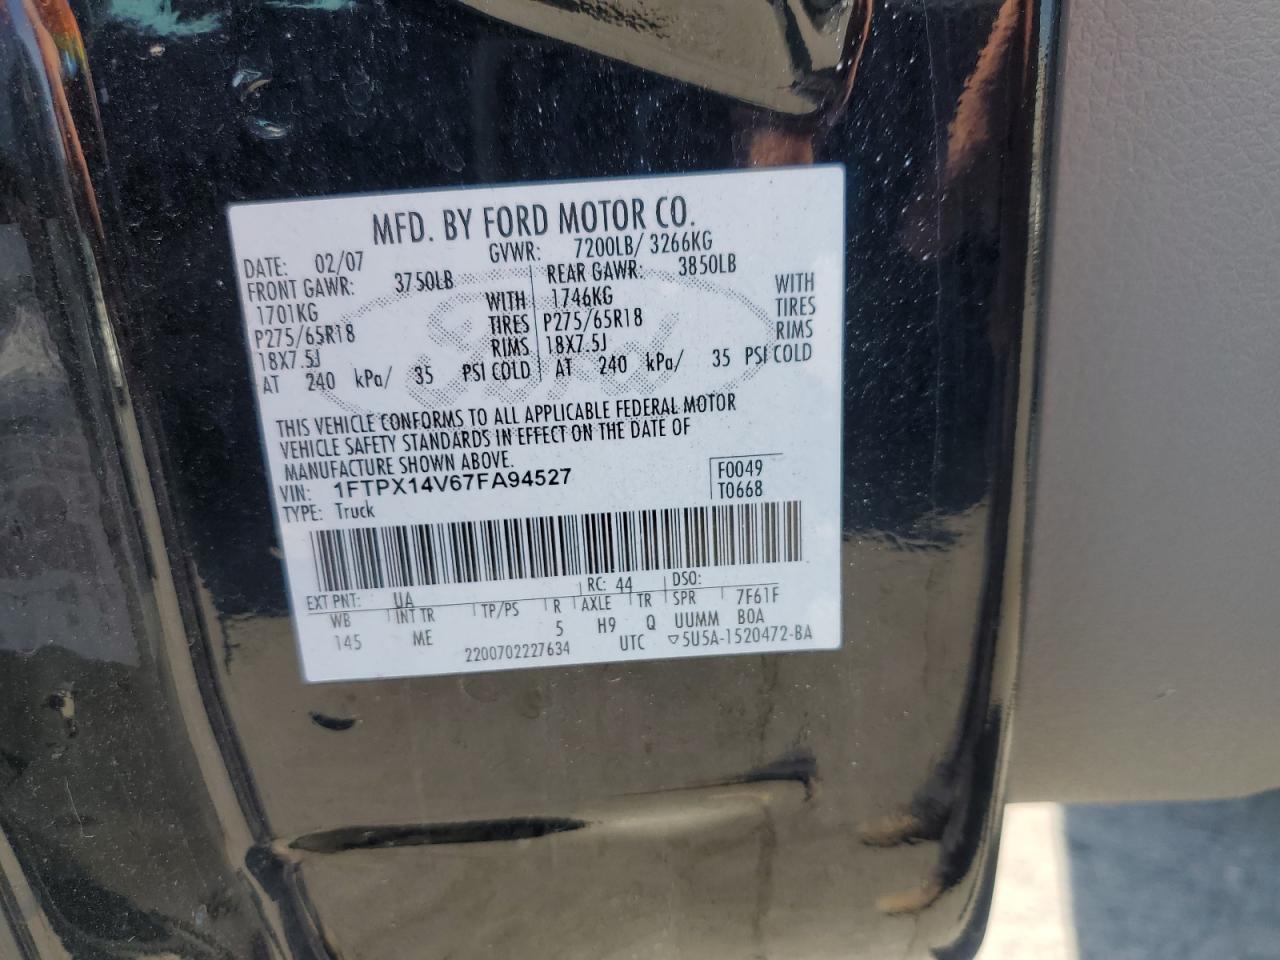 MFD. BY FORD MOTOR CO.
DATE: 02/07 GVWR: 7200LB/ 3266KG
FRONT GAWR: 3750LB REAR GAWR: 3850LB
1701KG WITH 1746KG WITH
P275/65R18 TIRES P275/65R18 TIRES
18X7.5J RIMS 18X7.5J RIMS
AT 240 kPa/ 35 PSI COLD AT 240 kPa/ 35 PSI COLD
THIS VEHICLE CONFORMS TO ALL APPLICABLE FEDERAL MOTOR
VEHICLE SAFETY STANDARDS IN EFFECT ON THE DATE OF
MANUFACTURE SHOWN ABOVE.
VIN: 1FTPX14V67FA94527 F0049
TYPE: Truck T0668
EXT PNT: UA RC: 44 DSO:
WB INT TR TP/PS R AXLE TR SPR 7F61F
145 ME 5 H9 Q UUMM BOA
2200702227634 UTC ▽5U5A-1520472-BA